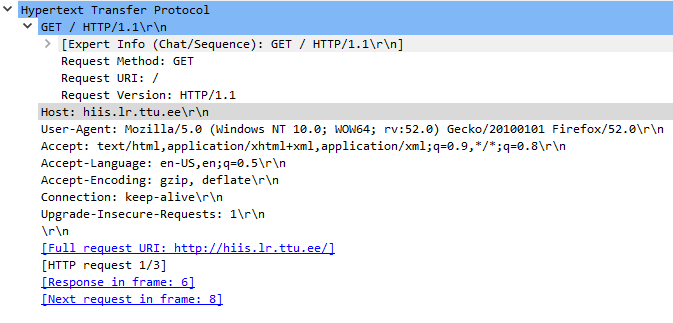 Hypertext Transfer Protocol
GET / HTTP/1.1\r\n
[Expert Info (Chat/Sequence): GET / HTTP/1.1\r\n]
Request Method: GET
Request URI: /
Request Version: HTTP/1.1
Host: hiis.lr.ttu.ee\r\n
User-Agent: Mozilla/5.0 (Windows NT 10.0; WOW64; rv:52.0) Gecko/20100101 Firefox/52.0\r\n
Accept: text/html,application/xhtml+xml,application/xml;q=0.9,*/*;q=0.8\r\n
Accept-Language: en-US,en;q=0.5\r\n
Accept-Encoding: gzip, deflate\r\n
Connection: keep-alive\r\n
Upgrade-Insecure-Requests: 1\r\n
\r\n
[Full request URI: http://hiis.lr.ttu.ee/]
[HTTP request 1/3]
[Response in frame: 6]
[Next request in frame: 8]